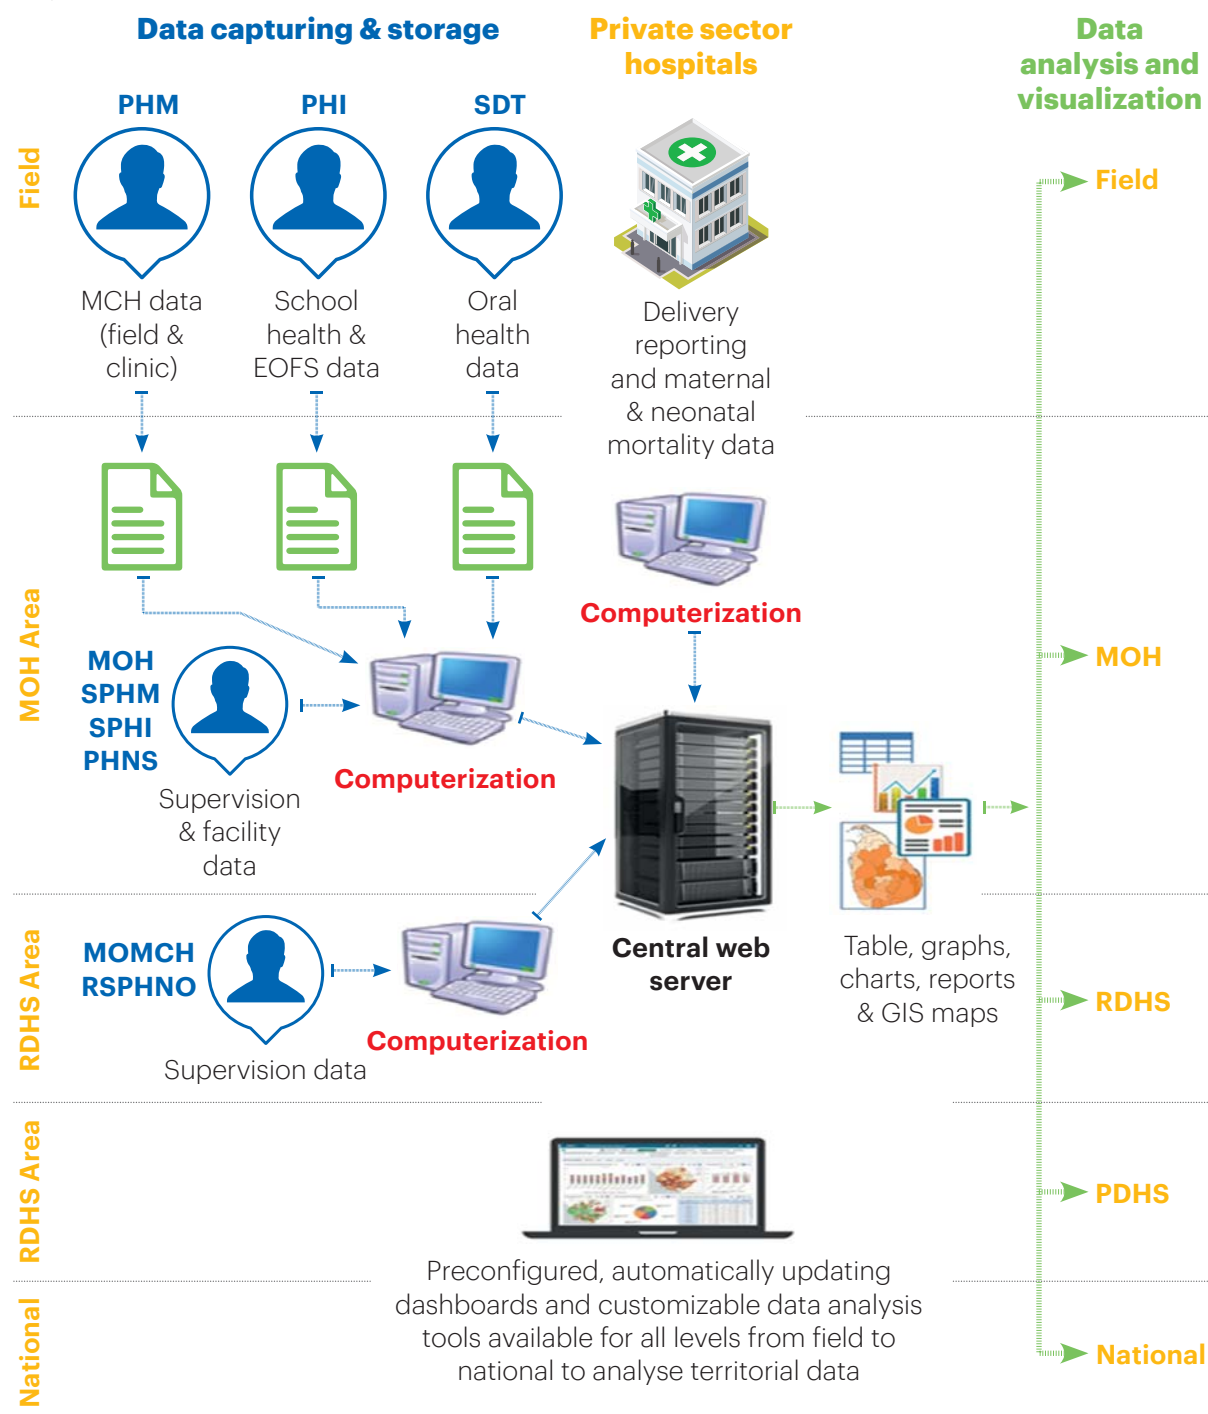 Data capturing & storage
Private sector
hospitals
Data
analysis and
visualization
Field
PHM
PHI
SDT
MCH data
(field &
clinic)
School
health &
EOFS data
Oral
health
data
Delivery
reporting
and maternal
& neonatal
mortality data
Field
MOH Area
Computerization
MOH
SPHM
SPHI
PHNS
Supervision
& facility
data
Computerization
MOH
RDHS Area
MOMCH
RSPHNO
Supervision data
Computerization
Central web
server
Table, graphs,
charts, reports
& GIS maps
RDHS
RDHS Area
PDHS
National
Preconfigured, automatically updating
dashboards and customizable data analysis
tools available for all levels from field to
national to analyse territorial data
National